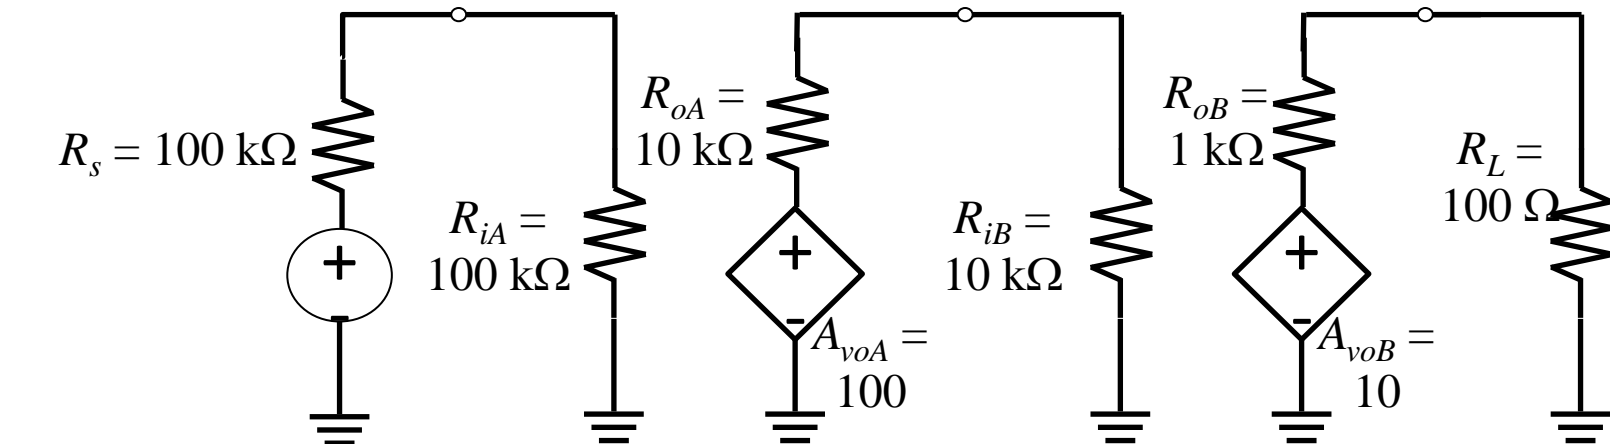 R_s = 100 kΩ
R_iA =
100 kΩ
R_oA =
10 kΩ
A_voA =
100
R_iB =
10 kΩ
R_oB =
1 kΩ
A_voB =
10
R_L =
100 Ω
+
-
+
-
+
-